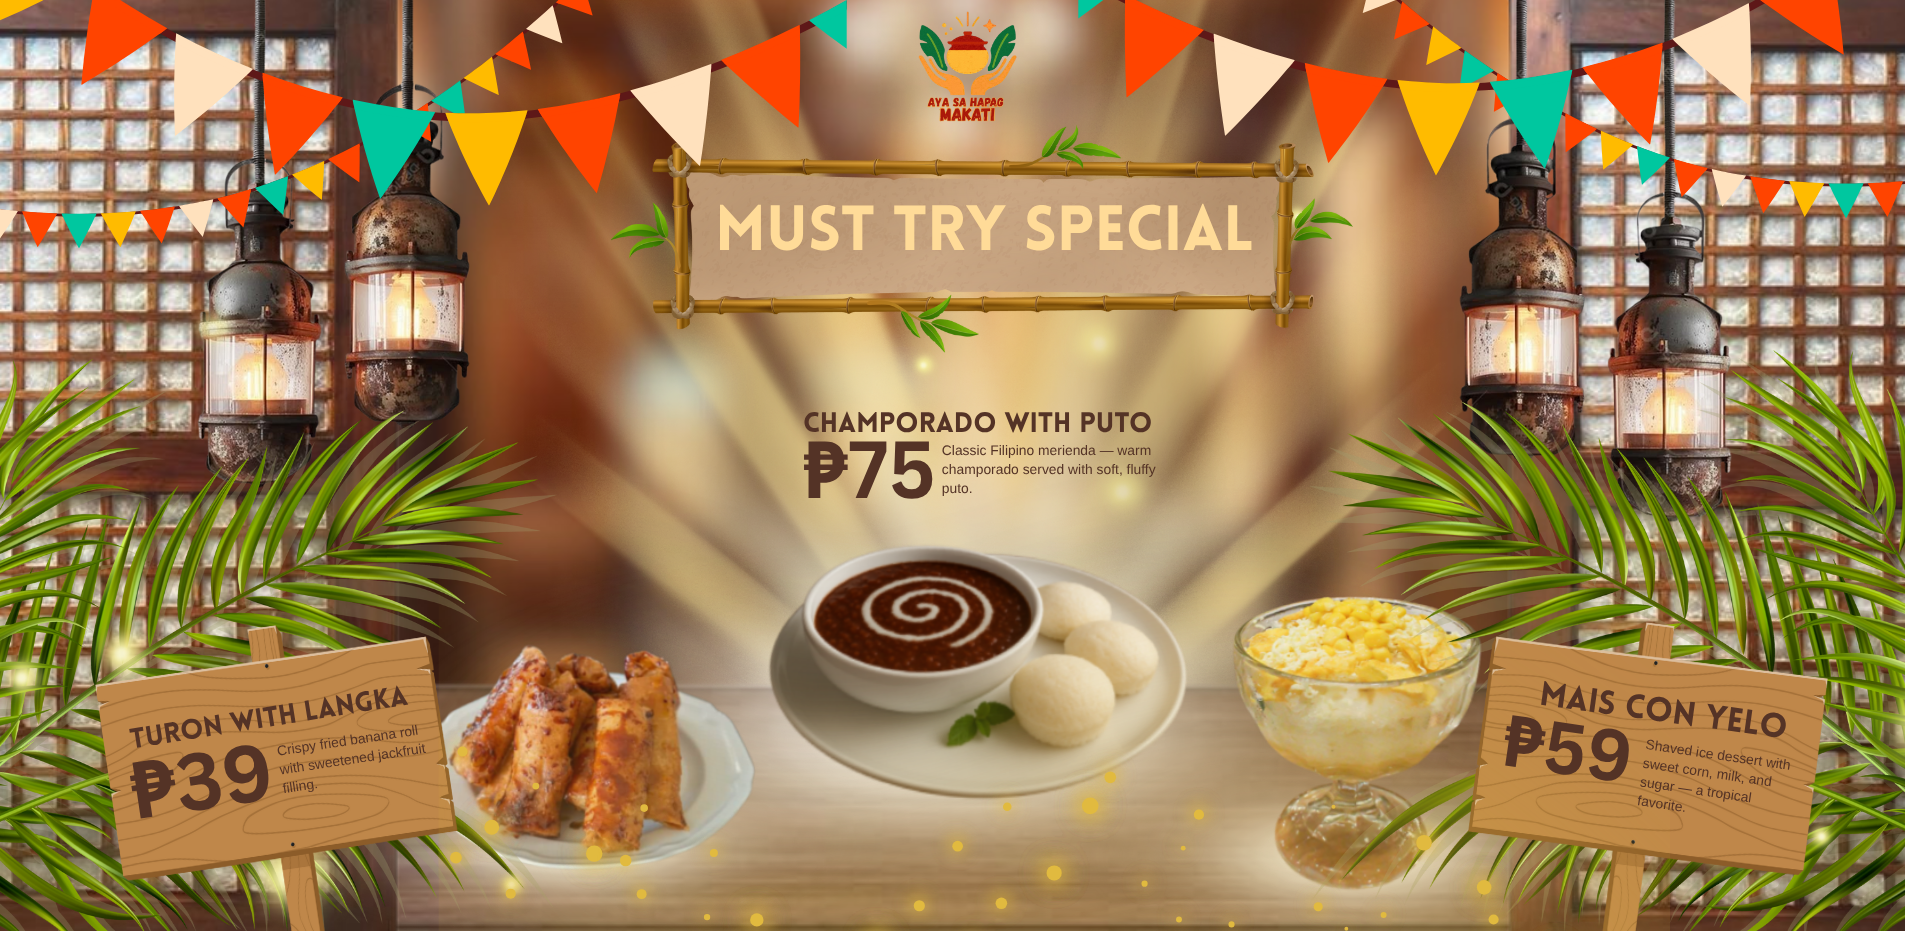 AYA SA HAPAG
MAKATI
MUST TRY SPECIAL
CHAMPORADO WITH PUTO
₱75
Classic Filipino merienda — warm
champorado served with soft, fluffy
puto.
TURON WITH LANGKA
₱39
Crispy fried banana roll
with sweetened jackfruit
filling.
MAIS CON YELO
₱59
Shaved ice dessert with
sweet corn, milk, and
sugar — a tropical
favorite.